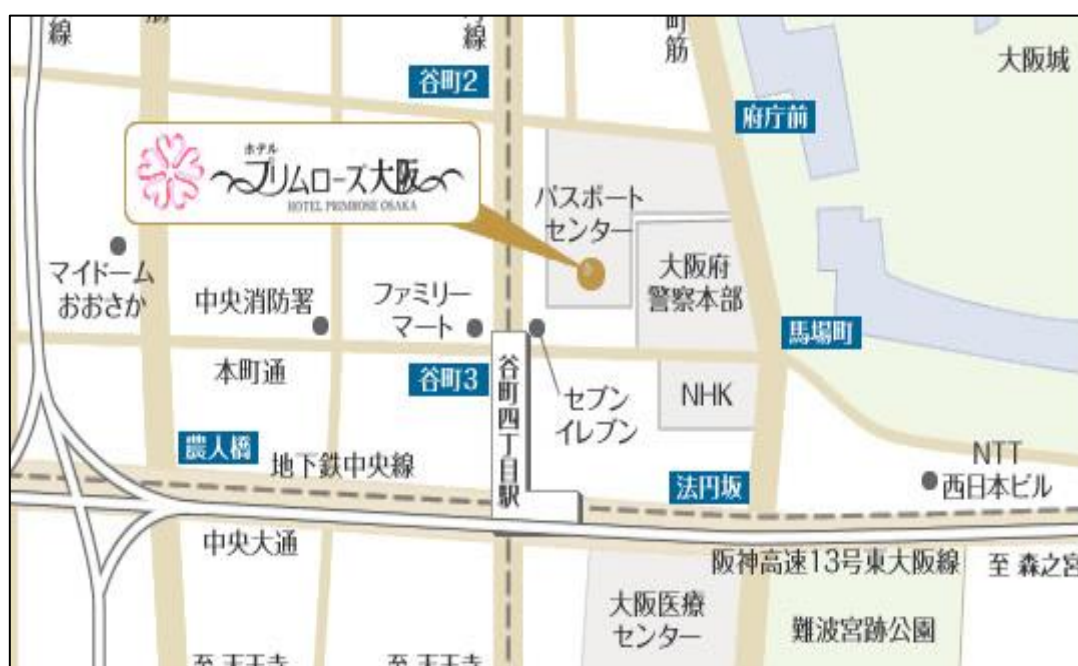 線
線
町筋
大阪城
谷町2
府庁前
ホテル
プリムローズ大阪
HOTEL PRIMROSE OSAKA
パスポート
センター
マイドーム
おおさか
中央消防署
ファミリー
マート
大阪府
警察本部
馬場町
本町通
谷町3
谷町四丁目駅
セブン
イレブン
NHK
農人橋
地下鉄中央線
法円坂
NTT
西日本ビル
中央大通
阪神高速13号東大阪線
至 森之宮
大阪医療
センター
難波宮跡公園
至 天王寺
至 天王寺